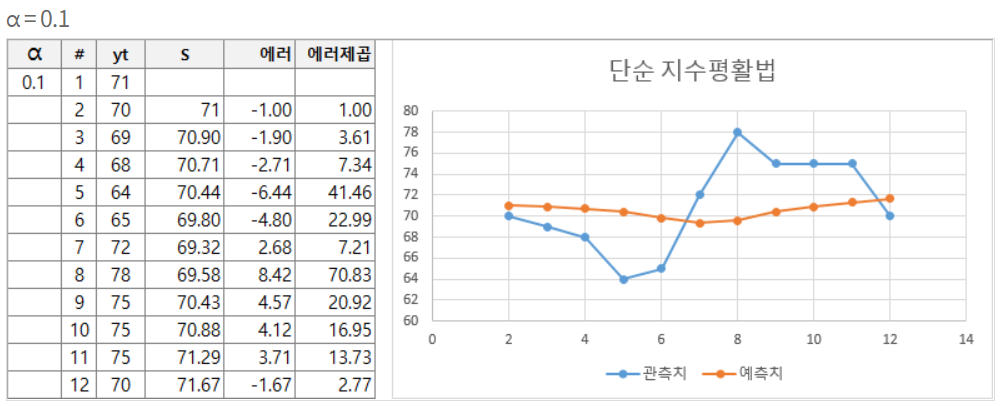 α = 0.1
α # yt S 에러 에러제곱
0.1 1 71
2 70 71 -1.00 1.00
3 69 70.90 -1.90 3.61
4 68 70.71 -2.71 7.34
5 64 70.44 -6.44 41.46
6 65 69.80 -4.80 22.99
7 72 69.32 2.68 7.21
8 78 69.58 8.42 70.83
9 75 70.43 4.57 20.92
10 75 70.88 4.12 16.95
11 75 71.29 3.71 13.73
12 70 71.67 -1.67 2.77
단순 지수평활법
80
78
76
74
72
70
68
66
64
62
60
0 2 4 6 8 10 12 14
관측치 예측치